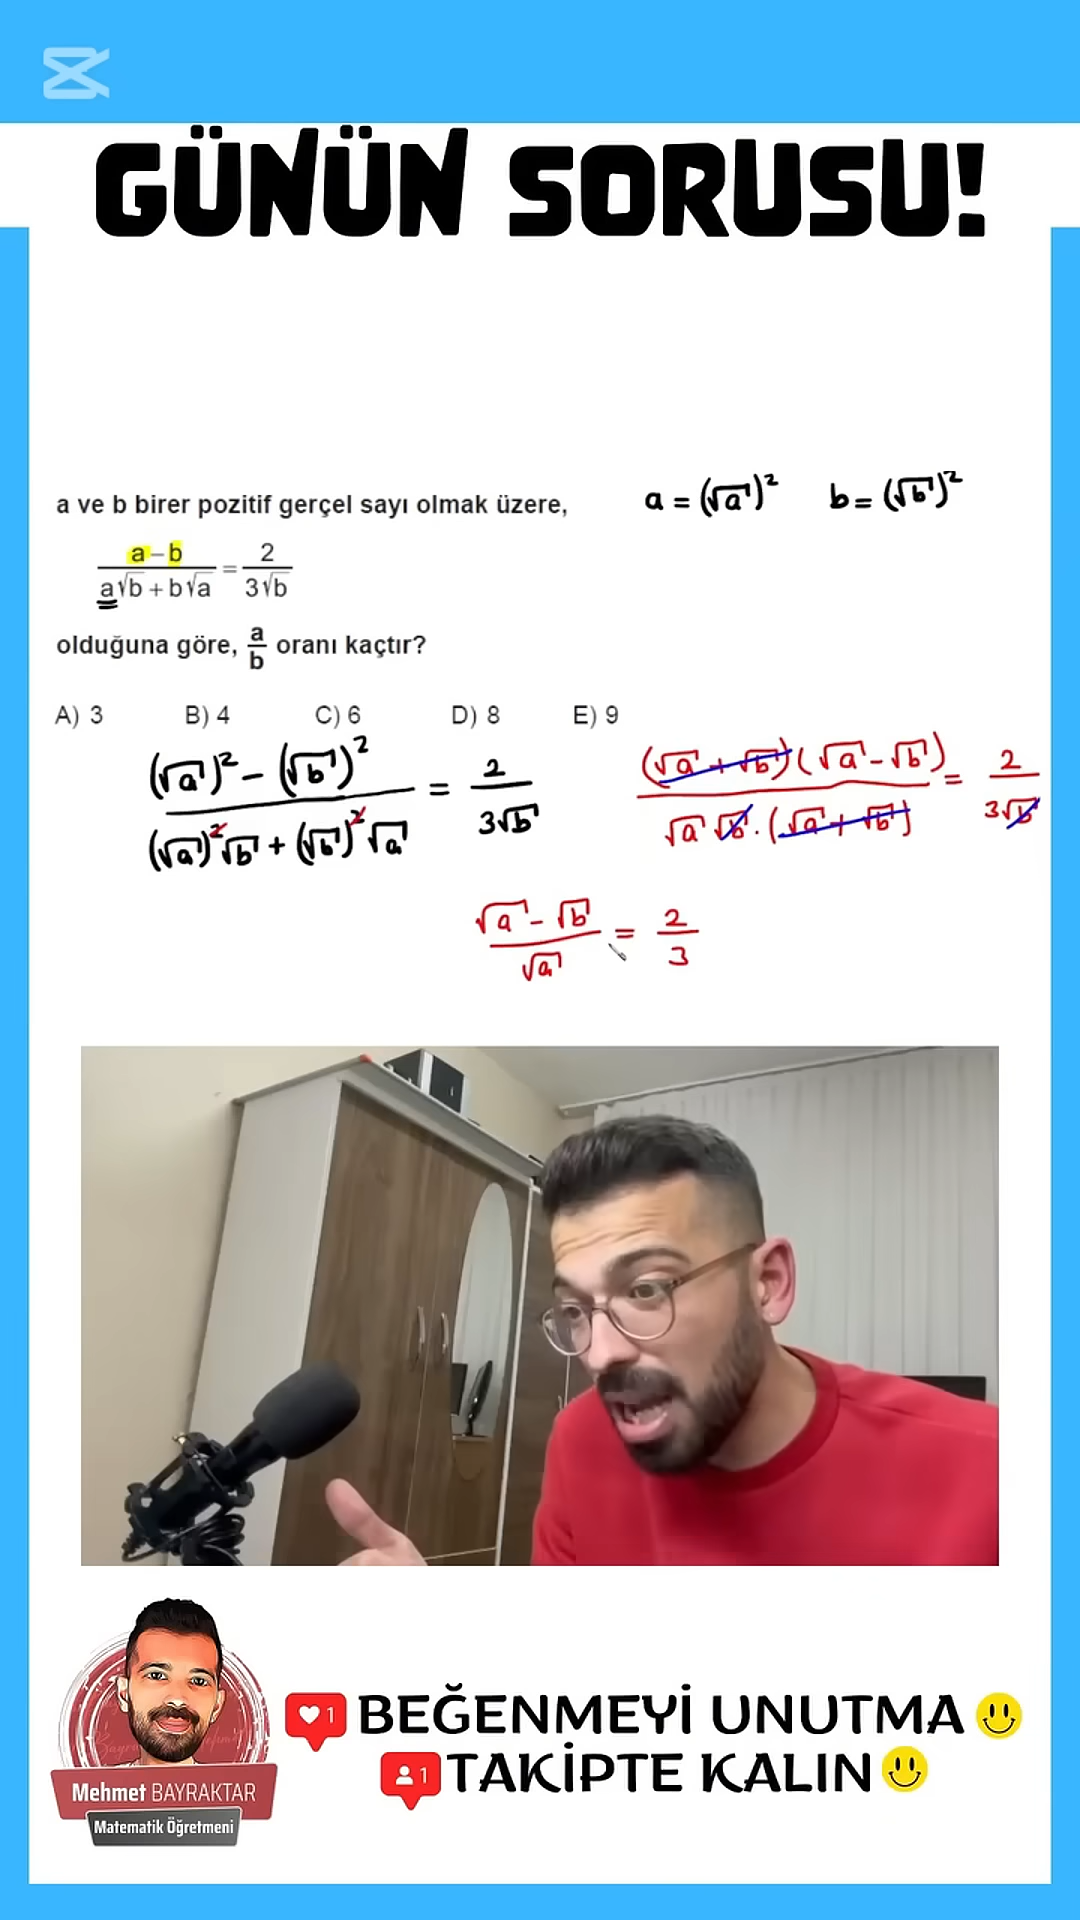 GÜNÜN SORUSU!
a ve b birer pozitif gerçel sayı olmak üzere,
a = (√a)² b = (√b)²
a – b / a√b + b√a = 2 / 3√b
olduğuna göre, a/b oranı kaçtır?
A) 3 B) 4 C) 6 D) 8 E) 9
(√a)² – (√b)² / (√a)²√b + (√b)²√a = 2 / 3√b
(√a + √b)(√a – √b) / √a √b . (√a + √b) = 2 / 3√b
√a – √b / √a = 2 / 3
Mehmet BAYRAKTAR
Matematik Öğretmeni
1 BEĞENMEYİ UNUTMA
1 TAKİPTE KALIN